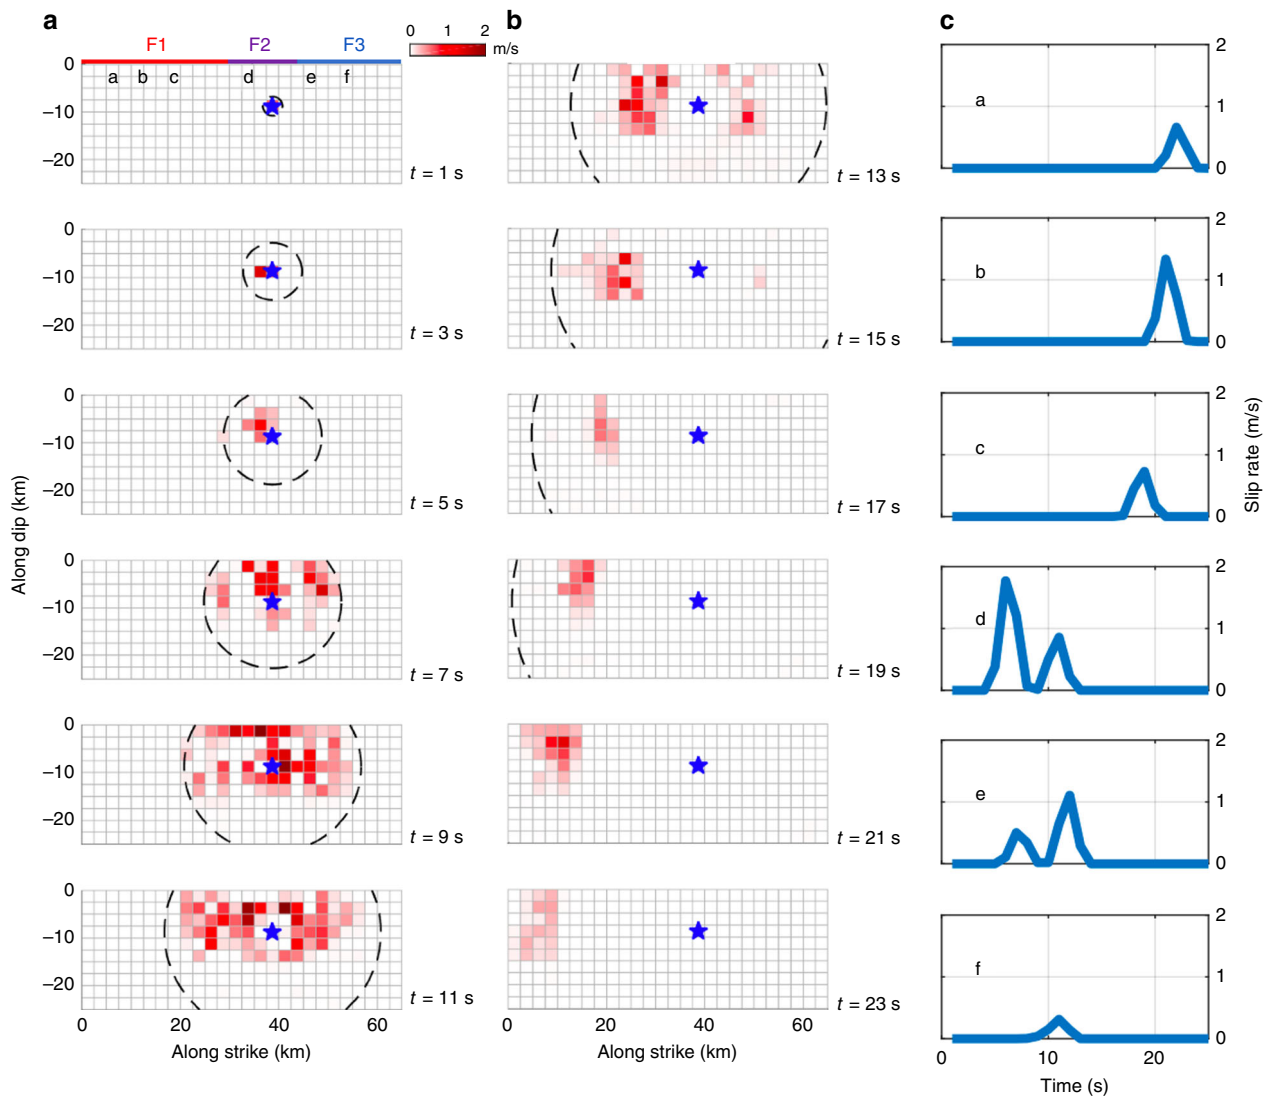 a
F1 F2 F3
0 1 2
m/s
0
a b c d e f
–10
–20
t = 1 s
0
–10
–20
t = 3 s
0
–10
–20
t = 5 s
0
–10
–20
t = 7 s
0
–10
–20
t = 9 s
0
–10
–20
t = 11 s
0 20 40 60
Along strike (km)
Along dip (km)
b
t = 13 s
t = 15 s
t = 17 s
t = 19 s
t = 21 s
t = 23 s
0 20 40 60
Along strike (km)
c
a
2
1
0
b
2
1
0
c
2
1
0
d
2
1
0
e
2
1
0
f
2
1
0
0 10 20
Time (s)
Slip rate (m/s)